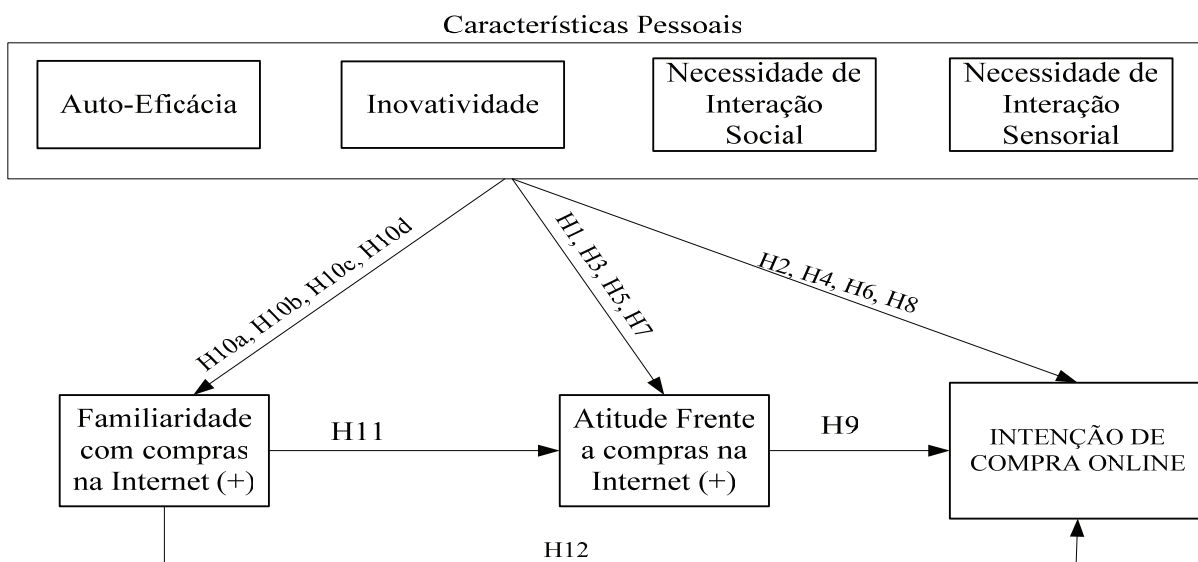 Características Pessoais
Auto-Eficácia
Inovatividade
Necessidade de
Interação
Social
Necessidade de
Interação
Sensorial
H10a, H10b, H10c, H10d
H1, H3, H5, H7
H2, H4, H6, H8
Familiaridade
com compras
na Internet (+)
H11
Atitude Frente
a compras na
Internet (+)
H9
INTENÇÃO DE
COMPRA ONLINE
H12